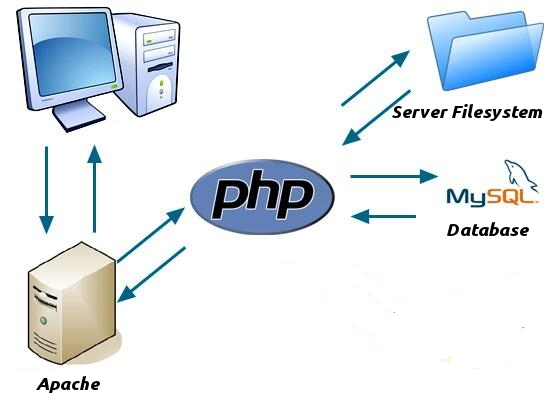 Server Filesystem
php
MySQL
Database
Apache